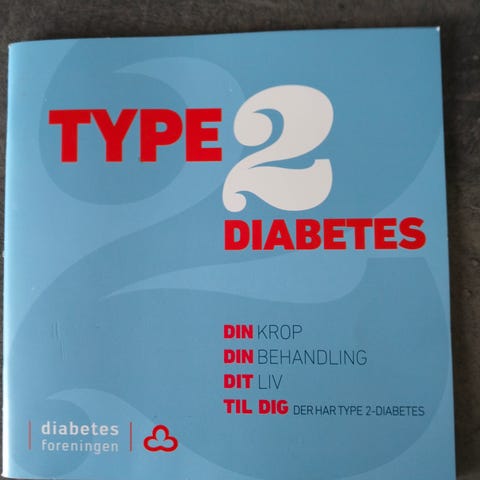 TYPE 2
DIABETES
DIN KROP
DIN BEHANDLING
DIT LIV
TIL DIG DER HAR TYPE 2-DIABETES
diabetes
foreningen